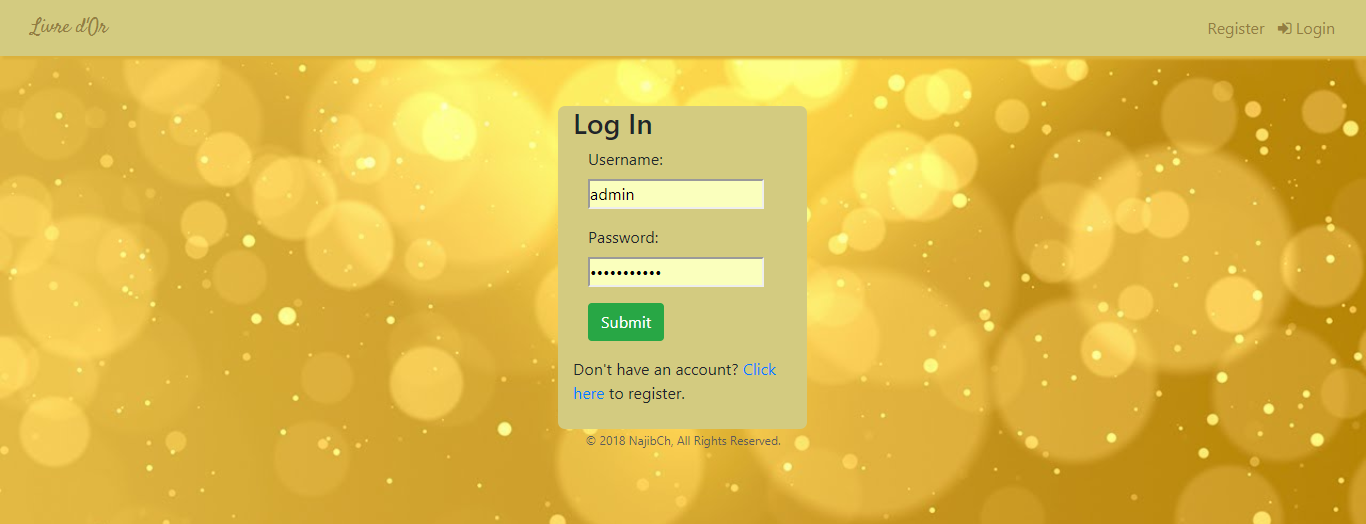 Livre d'Or
Register Login
Log In
Username:
admin
Password:
•••••••••••
Submit
Don't have an account? Click
here to register.
© 2018 NajibCh, All Rights Reserved.